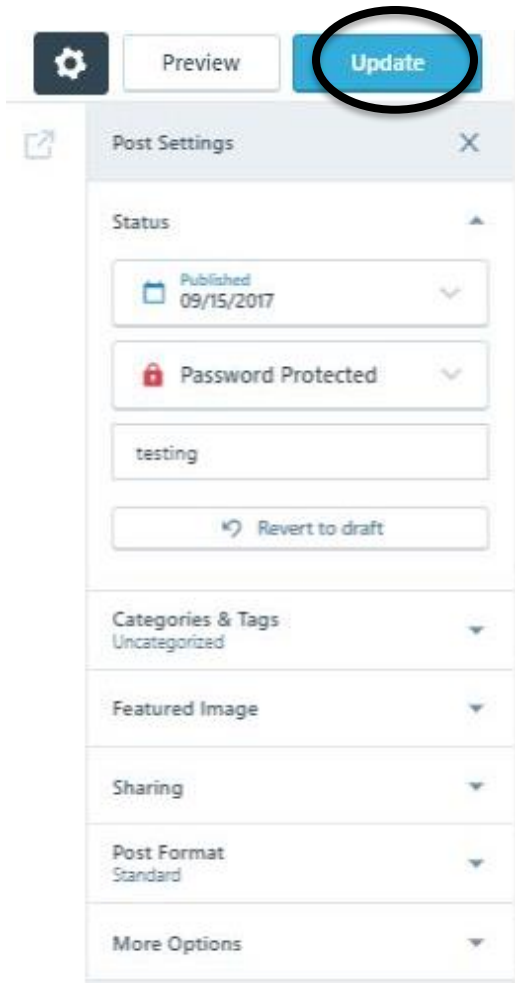 Preview
Update
Post Settings
Status
Published
09/15/2017
Password Protected
testing
Revert to draft
Categories & Tags
Uncategorized
Featured Image
Sharing
Post Format
Standard
More Options